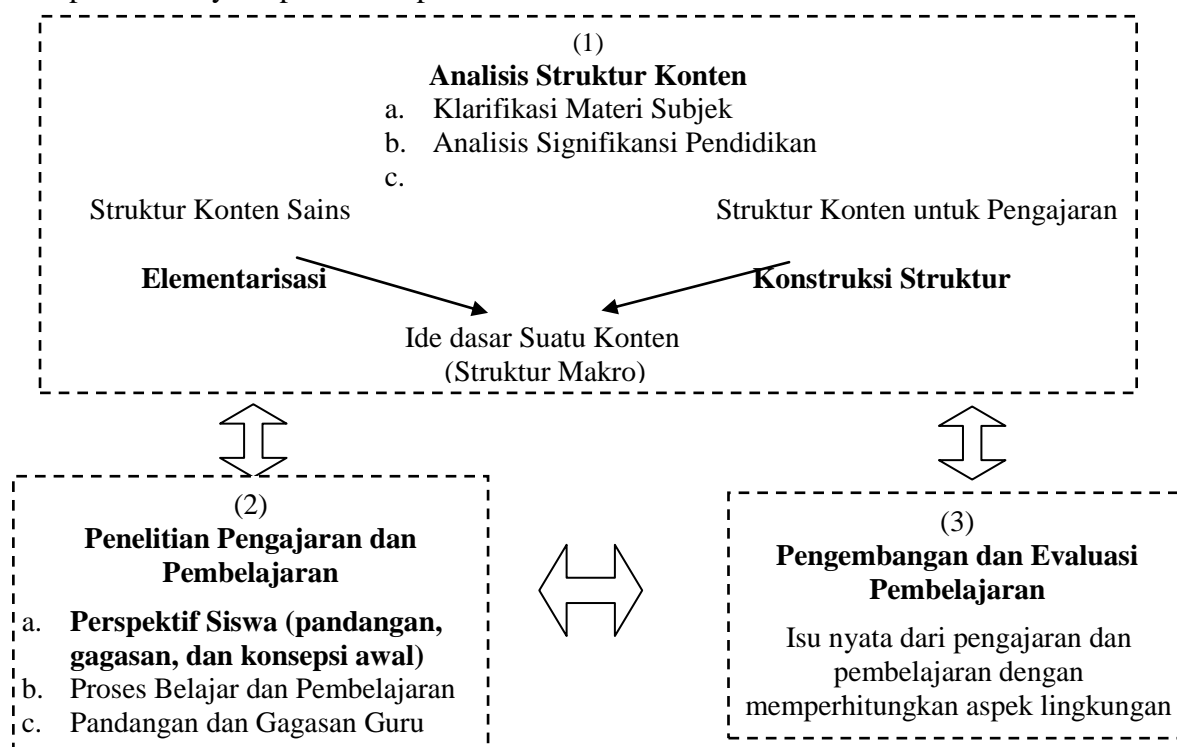 (1)
Analisis Struktur Konten
a. Klarifikasi Materi Subjek
b. Analisis Signifikansi Pendidikan
c.
Struktur Konten Sains
Struktur Konten untuk Pengajaran
Elementarisasi
Konstruksi Struktur
Ide dasar Suatu Konten
(Struktur Makro)
(2)
Penelitian Pengajaran dan
Pembelajaran
a. Perspektif Siswa (pandangan,
gagasan, dan konsepsi awal)
b. Proses Belajar dan Pembelajaran
c. Pandangan dan Gagasan Guru
(3)
Pengembangan dan Evaluasi
Pembelajaran
Isu nyata dari pengajaran dan
pembelajaran dengan
memperhitungkan aspek lingkungan